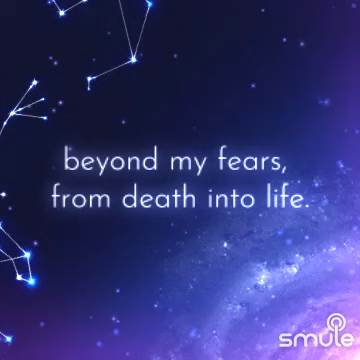 beyond my fears,
from death into life.
smule